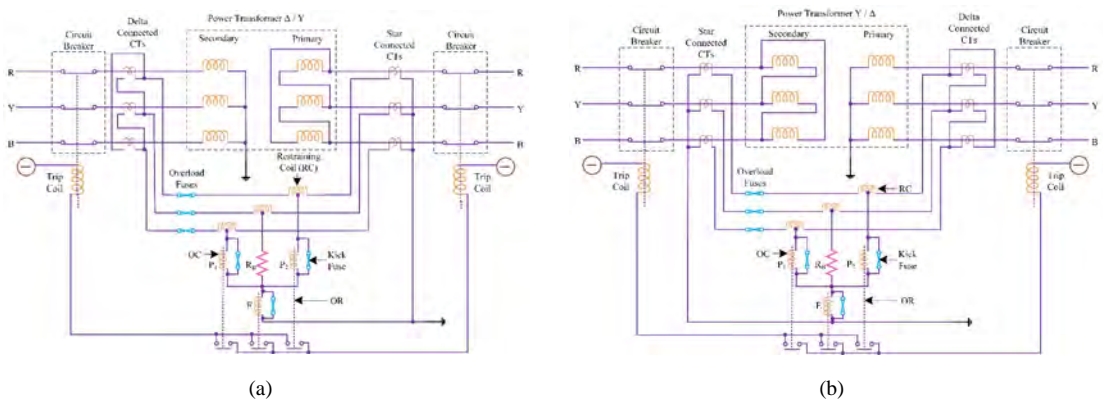 Power Transformer Δ / Y
Circuit
Breaker
Delta
Connected
CTs
Secondary
Primary
Star
Connected
CTs
Circuit
Breaker
R
R
Y
Y
B
B
Trip
Coil
Restraining
Coil (RC)
Trip
Coil
Overload
Fuses
OC
P1
RE
P2
Kick
Fuse
E
OR
(a)
Power Transformer Y / Δ
Circuit
Breaker
Star
Connected
CTs
Secondary
Primary
Delta
Connected
CTs
Circuit
Breaker
R
R
Y
Y
B
B
Trip
Coil
Trip
Coil
Overload
Fuses
RC
OC
P1
P2
Kick
Fuse
E
OR
(b)